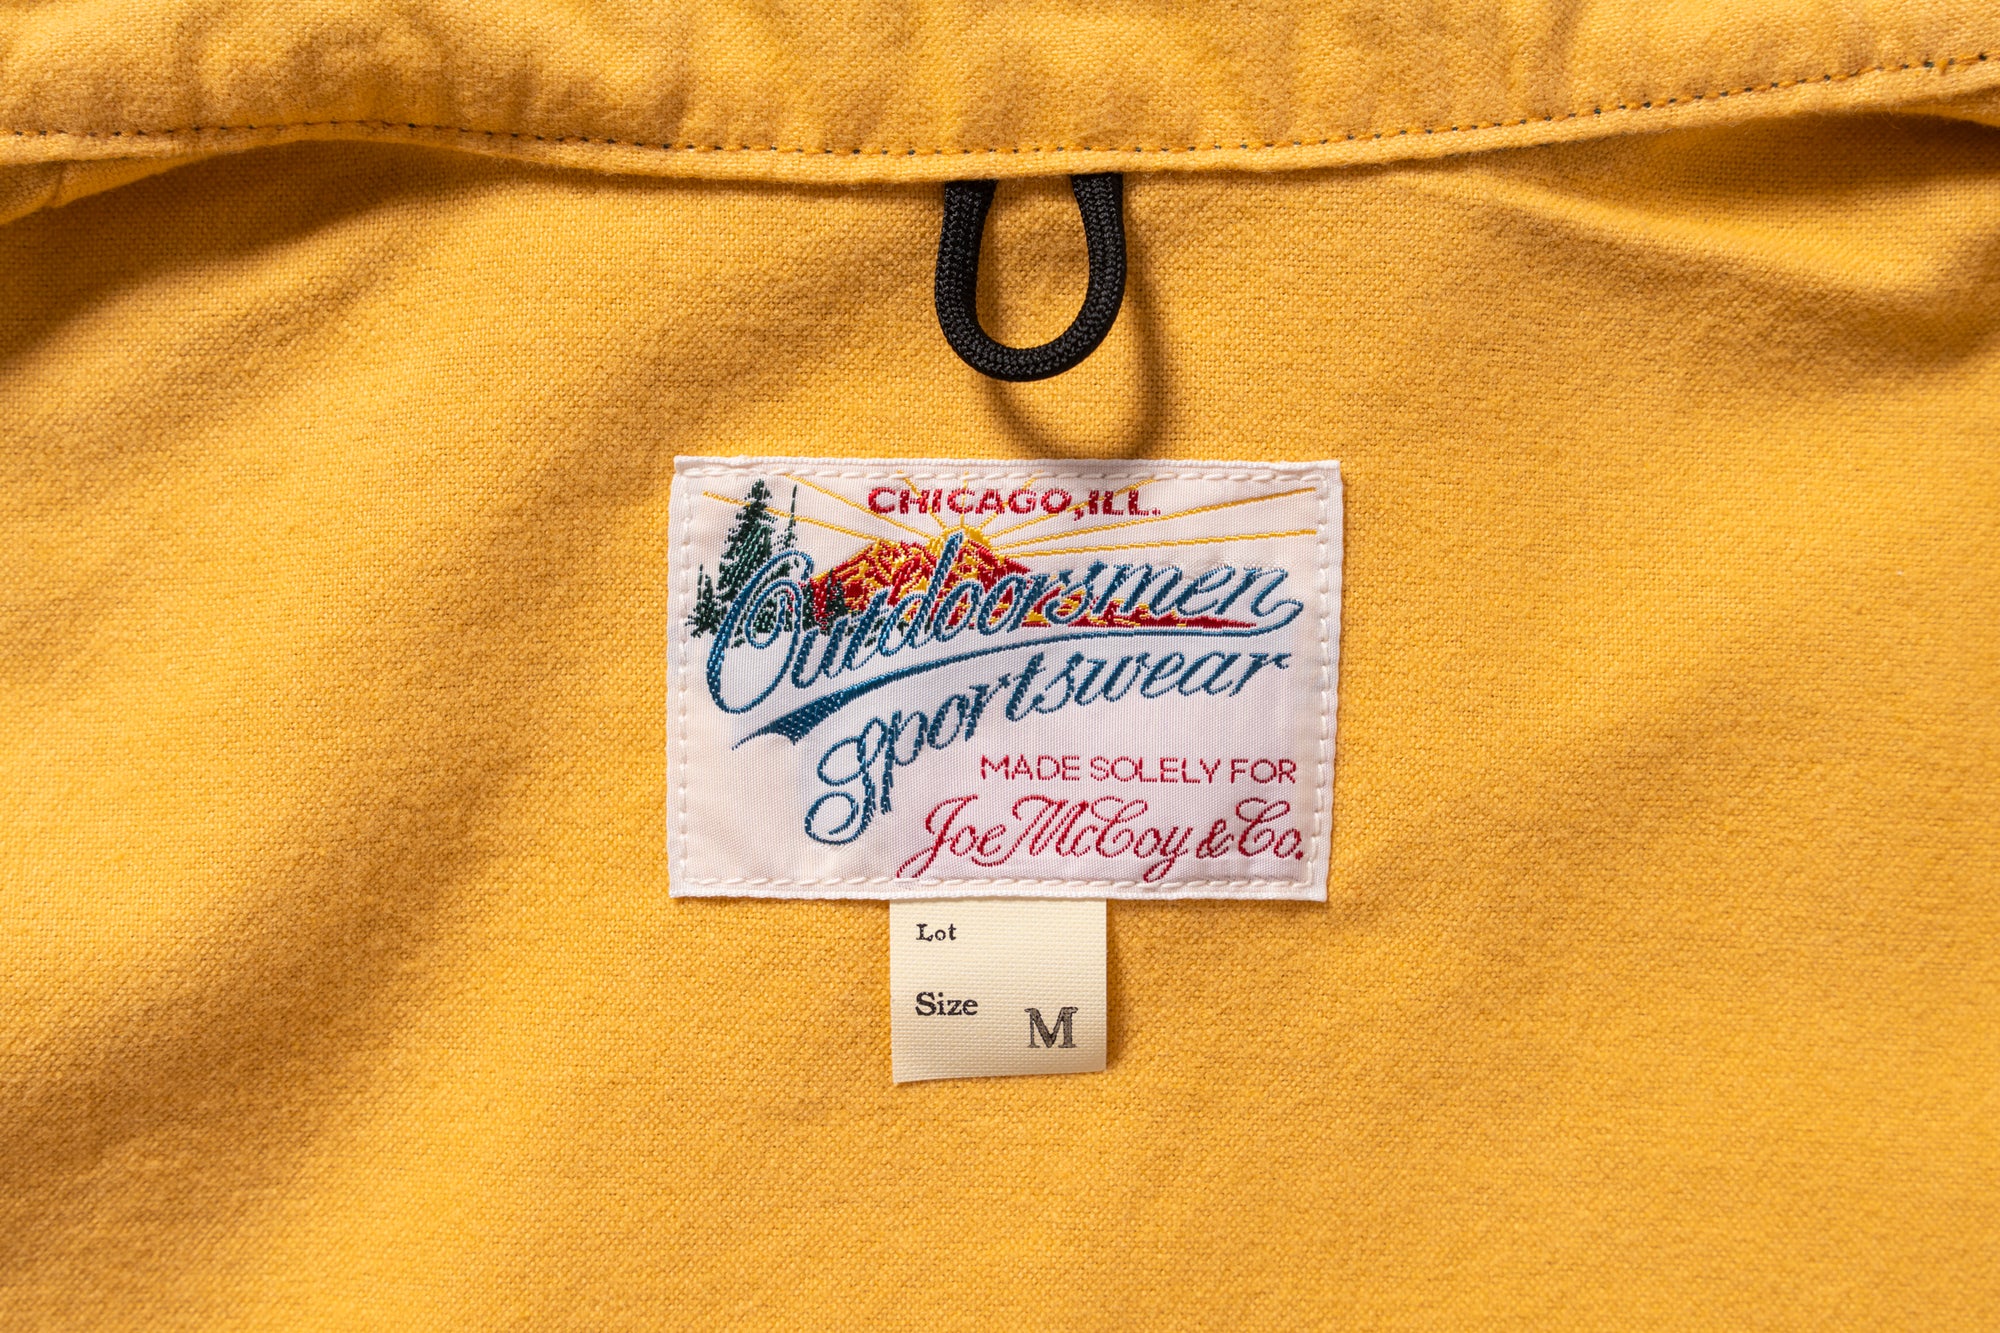 CHICAGO, ILL.
Outdoorsmen
Sportswear
MADE SOLELY FOR
Joe McCoy & Co.
Lot
Size M